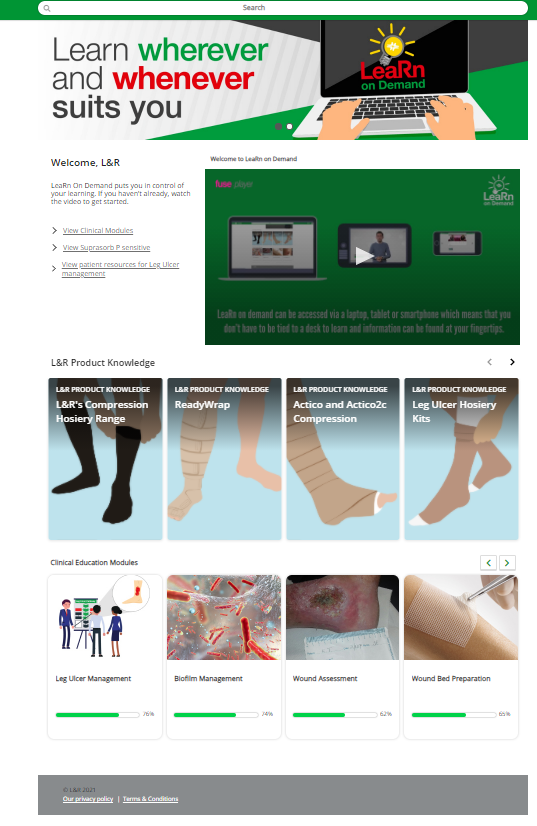 Search
Learn wherever
and whenever
suits you
LeaRn
on Demand
Welcome, L&R
LeaRn On Demand puts you in control of
your learning. If you haven't already, watch
the video to get started.
View Clinical Modules
View Suprasorb P sensitive
View patient resources for Leg Ulcer
management
Welcome to LeaRn on Demand
fuse player
LeaRn
on Demand
LeaRn on demand can be accessed via a laptop, tablet or smartphone which means that you
don't have to be tied to a desk to learn and information can be found at your fingertips.
L&R Product Knowledge
L&R PRODUCT KNOWLEDGE
L&R's Compression
Hosiery Range
L&R PRODUCT KNOWLEDGE
ReadyWrap
L&R PRODUCT KNOWLEDGE
Actico and Actico2c
Compression
L&R PRODUCT KNOWLEDGE
Leg Ulcer Hosiery
Kits
Clinical Education Modules
Leg Ulcer Management
76%
Biofilm Management
74%
Wound Assessment
62%
Wound Bed Preparation
65%
© L&R 2021
Our privacy policy | Terms & Conditions